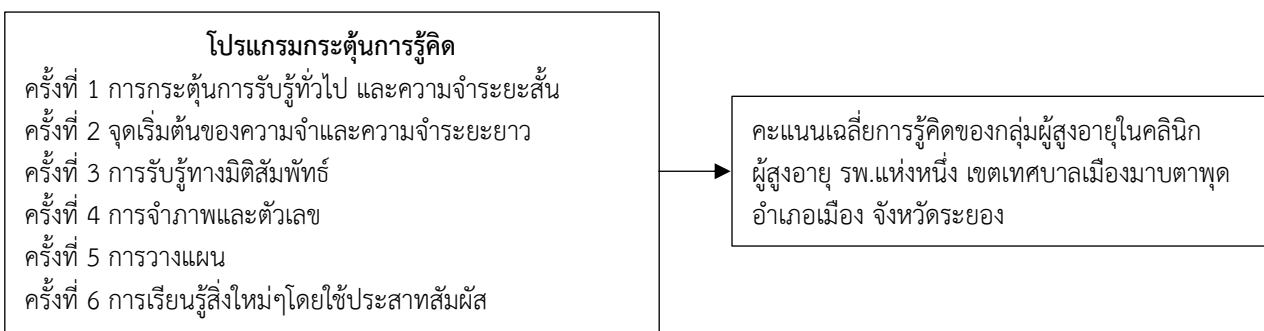 โปรแกรมกระตุ้นการรู้คิด
ครั้งที่ 1 การกระตุ้นการรับรู้ทั่วไป และความจำระยะสั้น
ครั้งที่ 2 จุดเริ่มต้นของความจำและความจำระยะยาว
ครั้งที่ 3 การรับรู้ทางมิติสัมพัทธ์
ครั้งที่ 4 การจำภาพและตัวเลข
ครั้งที่ 5 การวางแผน
ครั้งที่ 6 การเรียนรู้สิ่งใหม่ๆโดยใช้ประสาทสัมผัส
คะแนนเฉลี่ยการรู้คิดของกลุ่มผู้สูงอายุในคลินิก
ผู้สูงอายุ รพ.แห่งหนึ่ง เขตเทศบาลเมืองมาบตาพุด
อำเภอเมือง จังหวัดระยอง